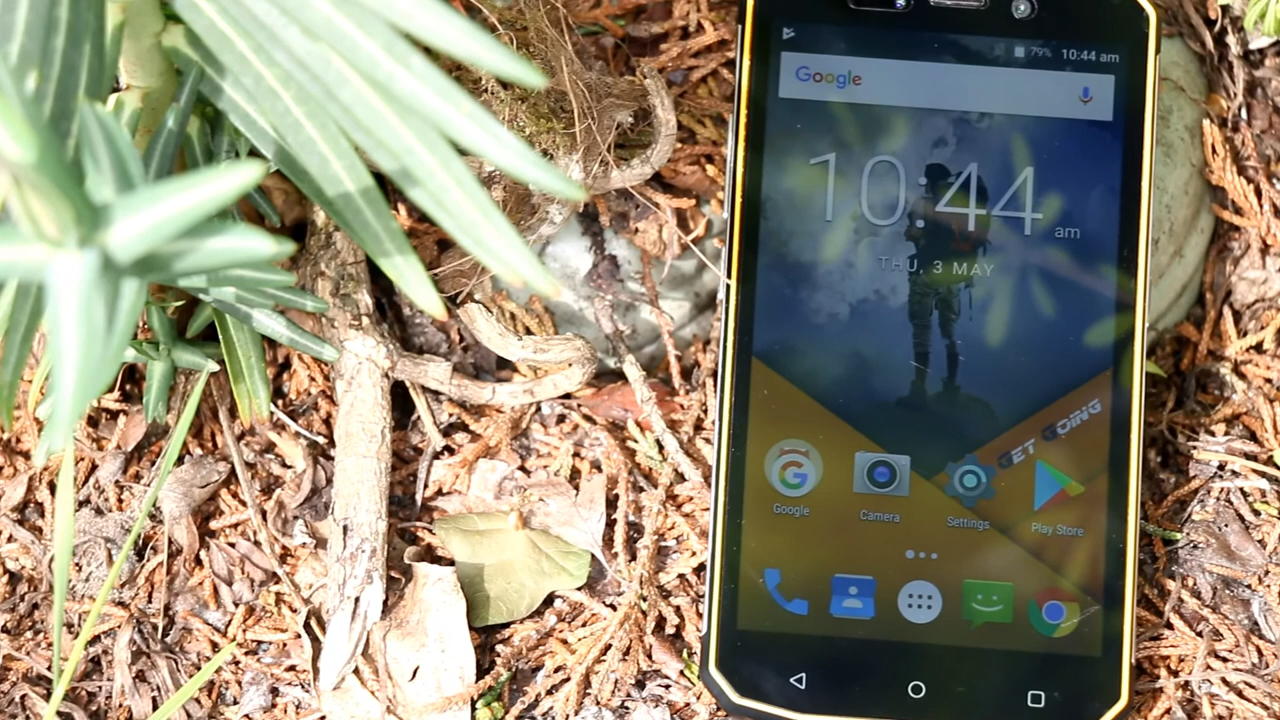 79% 10:44 am
Google
10:44 am
THU, 3 MAY
GET GOING
Google Camera Settings Play Store